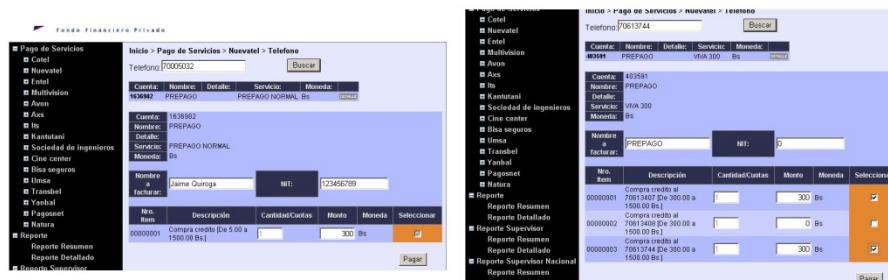 Fondo Financiero Privado
Pago de Servicios
Cotel
Nuevatel
Entel
Multivision
Avon
Axs
Its
Kantutani
Sociedad de ingenieros
Cine center
Bisa seguros
Umsa
Transbel
Yanbal
Pagosnet
Natura
Reporte
Reporte Resumen
Reporte Detallado
Reporte Supervisor
Inicio > Pago de Servicios > Nuevatel > Telefono
Telefono: 70005032 Buscar
Cuenta: Nombre: Detalle: Servicio: Moneda:
1636982 PREPAGO PREPAGO NORMAL Bs
Cuenta: 1636982
Nombre: PREPAGO
Detalle:
Servicio: PREPAGO NORMAL
Moneda: Bs
Nombre a facturar: Jaime Quiroga NIT: 123456789
Nro. Item Descripción Cantidad/Cuotas Monto Moneda Seleccionar
00000001 Compra credito [De 5.00 a 1500.00 Bs.] 1 300 Bs
Pagar
Pago de Servicios
Cotel
Nuevatel
Entel
Multivision
Avon
Axs
Its
Kantutani
Sociedad de ingenieros
Cine center
Bisa seguros
Umsa
Transbel
Yanbal
Pagosnet
Natura
Reporte
Reporte Resumen
Reporte Detallado
Reporte Supervisor
Reporte Resumen
Reporte Detallado
Reporte Supervisor Nacional
Reporte Resumen
Inicio > Pago de Servicios > Nuevatel > Telefono
Telefono: 70613744 Buscar
Cuenta: Nombre: Detalle: Servicio: Moneda:
403591 PREPAGO VIVA 300 Bs
Cuenta: 403591
Nombre: PREPAGO
Detalle:
Servicio: VIVA 300
Moneda: Bs
Nombre a facturar: PREPAGO NIT: 0
Nro. Item Descripción Cantidad/Cuotas Monto Moneda Selecciona
00000001 Compra credito al 70613407 [De 300.00 a 1500.00 Bs.] 1 300 Bs
00000002 Compra credito al 70613408 [De 300.00 a 1500.00 Bs.] 1 0 Bs
00000003 Compra credito al 70613744 [De 300.00 a 1500.00 Bs.] 1 300 Bs
Pagar